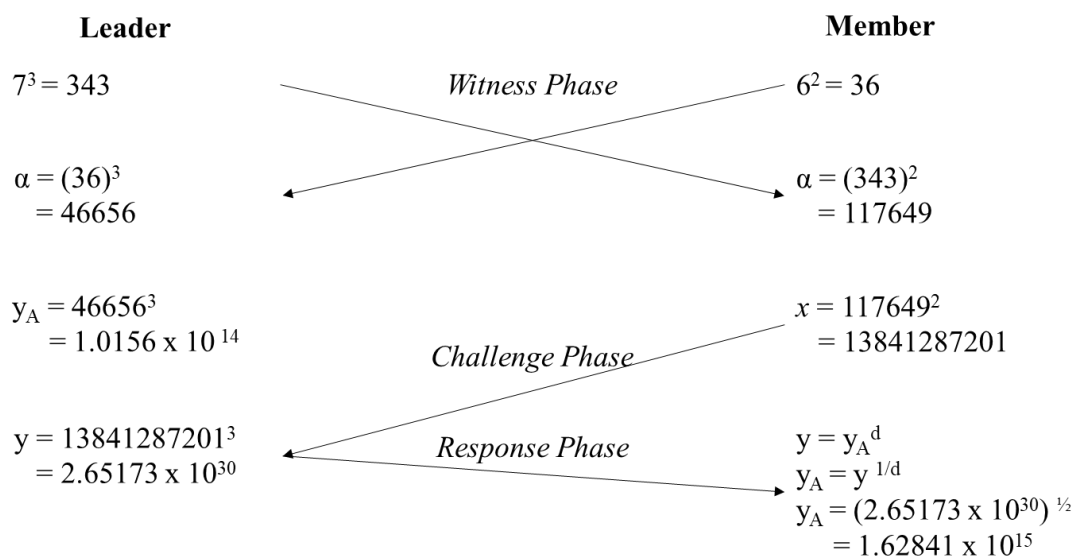 Leader
Member
7³ = 343
Witness Phase
6² = 36
α = (36)³
= 46656
α = (343)²
= 117649
y_A = 46656³
= 1.0156 x 10 ¹⁴
x = 117649²
= 13841287201
Challenge Phase
y = 13841287201³
= 2.65173 x 10³⁰
Response Phase
y = y_A^d
y_A = y ^1/d
y_A = (2.65173 x 10³⁰) ^½
= 1.62841 x 10¹⁵